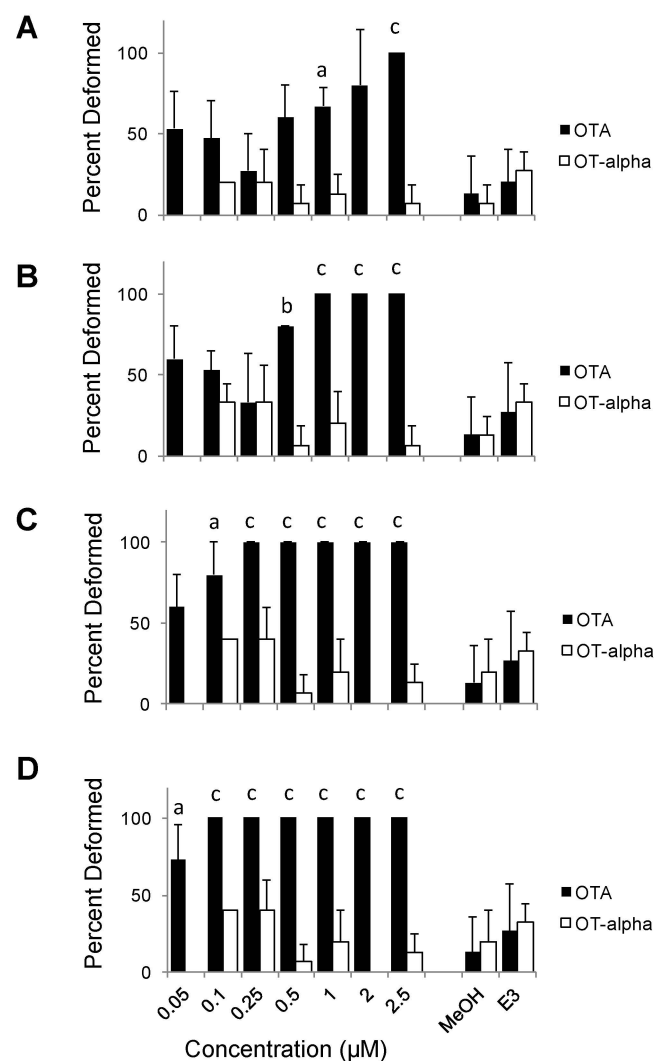 A
Percent Deformed
100
50
0
a
c
OTA
OT-alpha
B
Percent Deformed
100
50
0
b
c c c
OTA
OT-alpha
C
Percent Deformed
100
50
0
a c c c c c
OTA
OT-alpha
D
Percent Deformed
100
50
0
a c c c c c c
OTA
OT-alpha
0.05 0.1 0.25 0.5 1 2 2.5 MeOH E3
Concentration (µM)